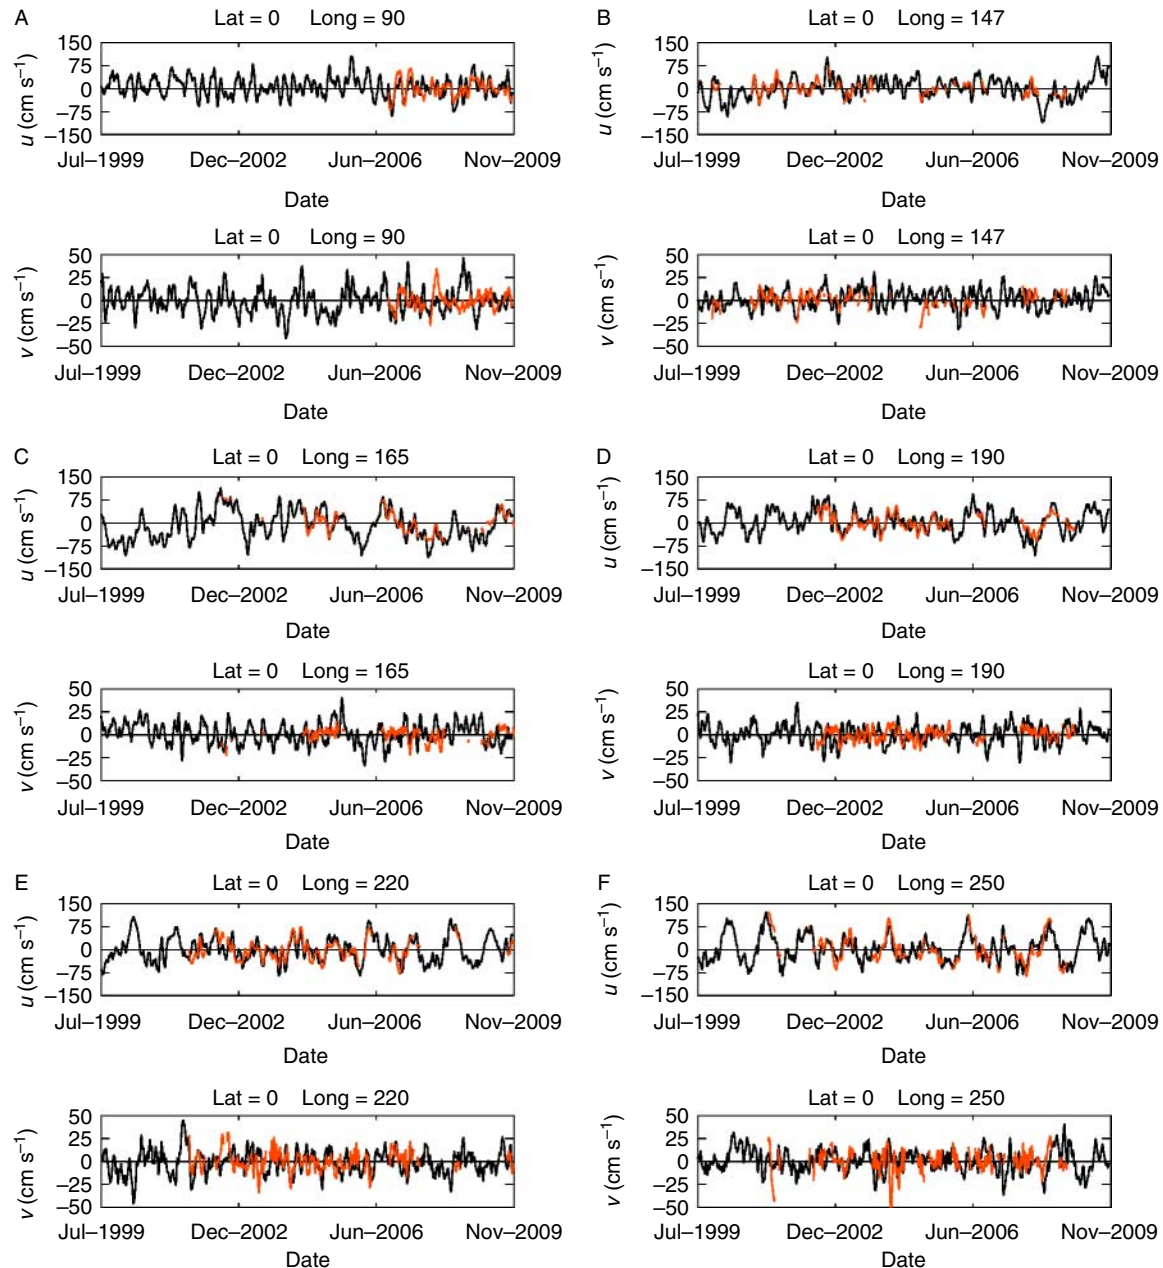 A Lat = 0 Long = 90
u (cm s⁻¹)
150
75
0
−75
−150
Jul–1999 Dec–2002 Jun–2006 Nov–2009
Date
Lat = 0 Long = 90
v (cm s⁻¹)
50
25
0
−25
−50
Jul–1999 Dec–2002 Jun–2006 Nov–2009
Date
B Lat = 0 Long = 147
u (cm s⁻¹)
150
75
0
−75
−150
Jul–1999 Dec–2002 Jun–2006 Nov–2009
Date
Lat = 0 Long = 147
v (cm s⁻¹)
50
25
0
−25
−50
Jul–1999 Dec–2002 Jun–2006 Nov–2009
Date
C Lat = 0 Long = 165
u (cm s⁻¹)
150
75
0
−75
−150
Jul–1999 Dec–2002 Jun–2006 Nov–2009
Date
Lat = 0 Long = 165
v (cm s⁻¹)
50
25
0
−25
−50
Jul–1999 Dec–2002 Jun–2006 Nov–2009
Date
D Lat = 0 Long = 190
u (cm s⁻¹)
150
75
0
−75
−150
Jul–1999 Dec–2002 Jun–2006 Nov–2009
Date
Lat = 0 Long = 190
v (cm s⁻¹)
50
25
0
−25
−50
Jul–1999 Dec–2002 Jun–2006 Nov–2009
Date
E Lat = 0 Long = 220
u (cm s⁻¹)
150
75
0
−75
−150
Jul–1999 Dec–2002 Jun–2006 Nov–2009
Date
Lat = 0 Long = 220
v (cm s⁻¹)
50
25
0
−25
−50
Jul–1999 Dec–2002 Jun–2006 Nov–2009
Date
F Lat = 0 Long = 250
u (cm s⁻¹)
150
75
0
−75
−150
Jul–1999 Dec–2002 Jun–2006 Nov–2009
Date
Lat = 0 Long = 250
v (cm s⁻¹)
50
25
0
−25
−50
Jul–1999 Dec–2002 Jun–2006 Nov–2009
Date